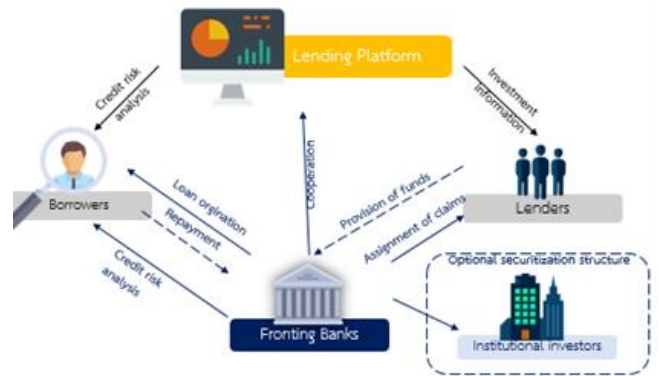 Lending Platform
Credit risk
analysis
Investment
information
Borrowers
Loan orgination
Repayment
Cooperation
Provision of funds
Assignment of claims
Lenders
Credit risk
analysis
Optional securitization structure
Fronting Banks
Institutional investors